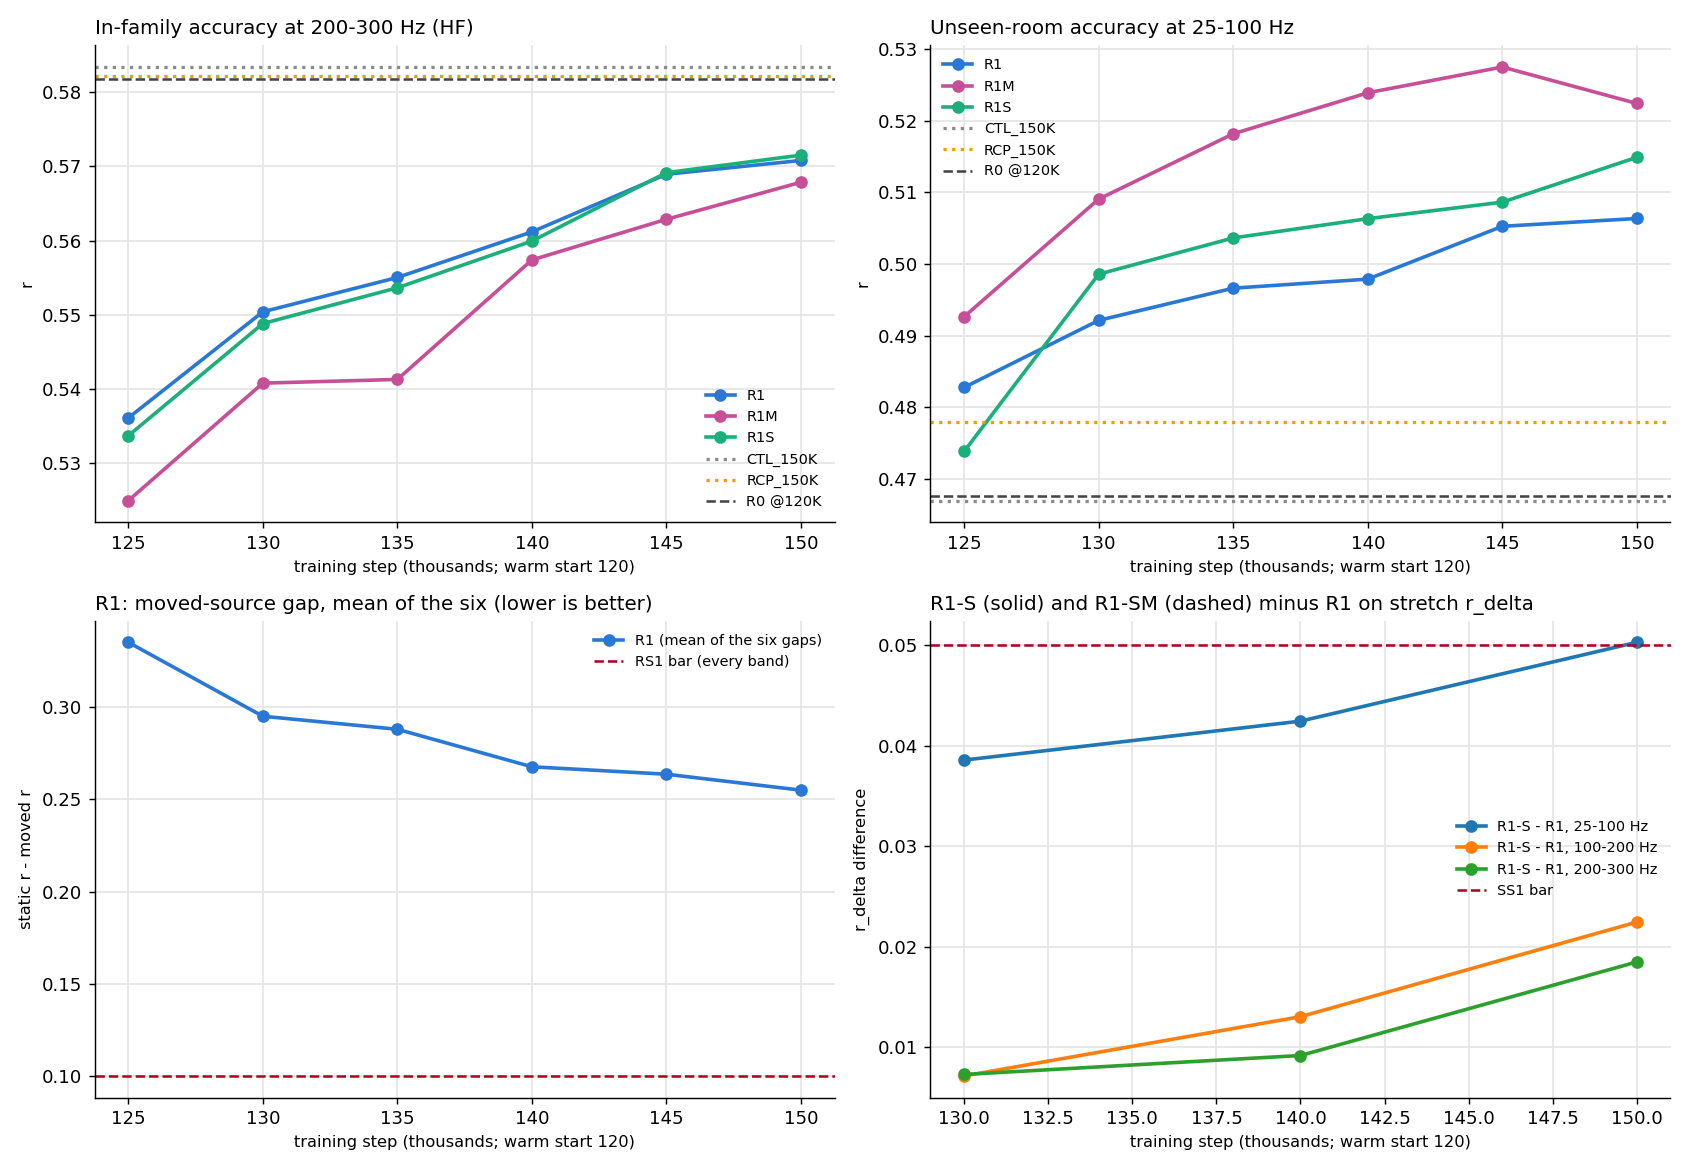 In-family accuracy at 200-300 Hz (HF)
r
0.58
0.57
0.56
0.55
0.54
0.53
R1
R1M
R1S
CTL_150K
RCP_150K
R0 @120K
125 130 135 140 145 150
training step (thousands; warm start 120)
Unseen-room accuracy at 25-100 Hz
r
0.53
0.52
0.51
0.50
0.49
0.48
0.47
R1
R1M
R1S
CTL_150K
RCP_150K
R0 @120K
125 130 135 140 145 150
training step (thousands; warm start 120)
R1: moved-source gap, mean of the six (lower is better)
static r - moved r
0.30
0.25
0.20
0.15
0.10
R1 (mean of the six gaps)
RS1 bar (every band)
125 130 135 140 145 150
training step (thousands; warm start 120)
R1-S (solid) and R1-SM (dashed) minus R1 on stretch r_delta
r_delta difference
0.05
0.04
0.03
0.02
0.01
R1-S - R1, 25-100 Hz
R1-S - R1, 100-200 Hz
R1-S - R1, 200-300 Hz
SS1 bar
130.0 132.5 135.0 137.5 140.0 142.5 145.0 147.5 150.0
training step (thousands; warm start 120)